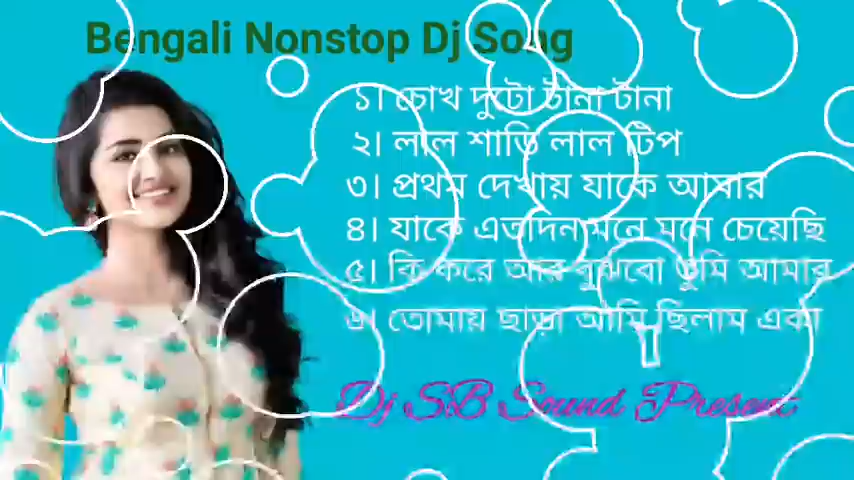 Bengali Nonstop Dj Song
১। চোখ দুটো টানা টানা
২। লাল শাড়ি লাল টিপ
৩। প্রথম দেখায় যাকে আমার
৪। যাকে এতদিন মনে মনে চেয়েছি
৫। কি করে আর বুঝবো তুমি আমার
৬। তোমায় ছাড়া আমি ছিলাম একা
Dj SB Sound Present